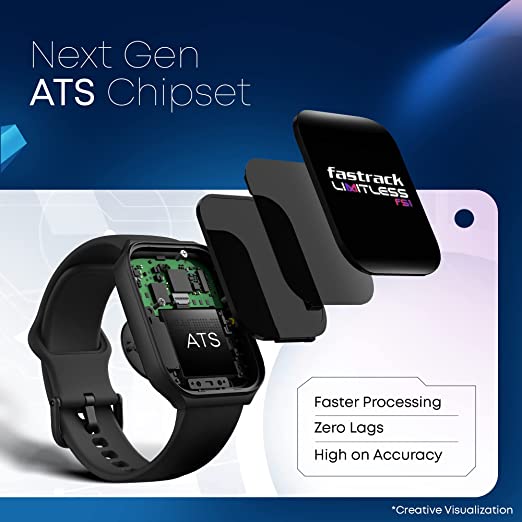 Next Gen
ATS Chipset
fastrack
LIMITLESS
FS1
ATS
Faster Processing
Zero Lags
High on Accuracy
*Creative Visualization